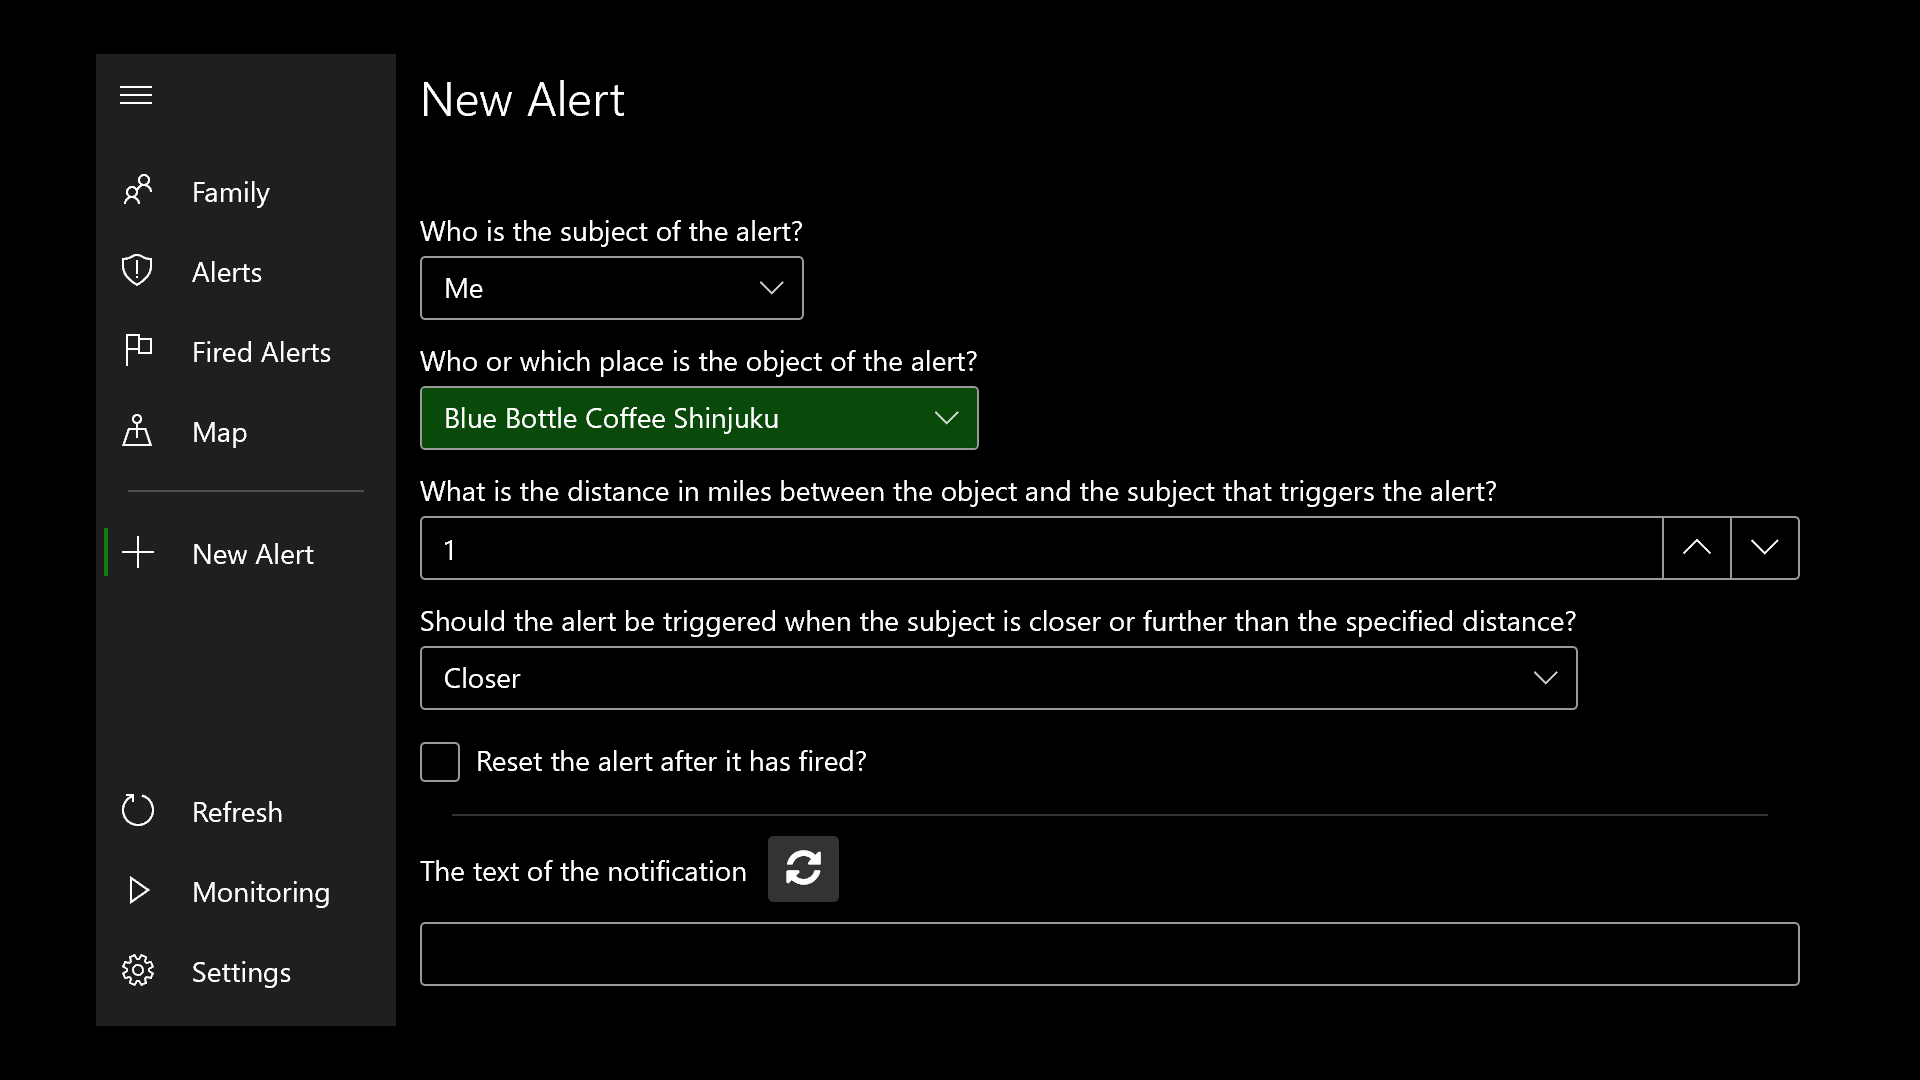 New Alert
Family
Alerts
Fired Alerts
Map
New Alert
Refresh
Monitoring
Settings
Who is the subject of the alert?
Me
Who or which place is the object of the alert?
Blue Bottle Coffee Shinjuku
What is the distance in miles between the object and the subject that triggers the alert?
1
Should the alert be triggered when the subject is closer or further than the specified distance?
Closer
Reset the alert after it has fired?
The text of the notification